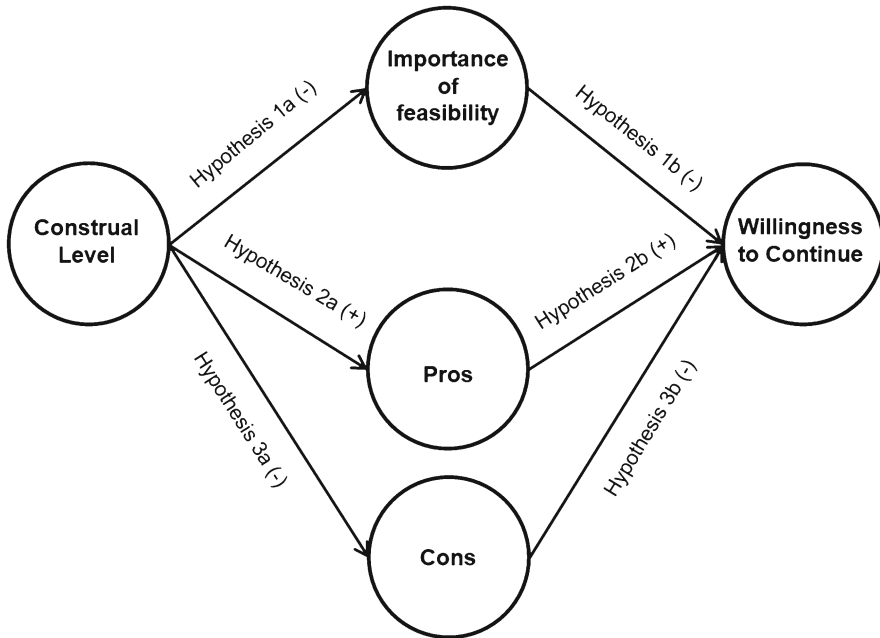 Importance
of
feasibility
Hypothesis 1a (-)
Hypothesis 1b (-)
Construal
Level
Willingness
to Continue
Hypothesis 2a (+)
Hypothesis 2b (+)
Pros
Hypothesis 3a (-)
Hypothesis 3b (-)
Cons